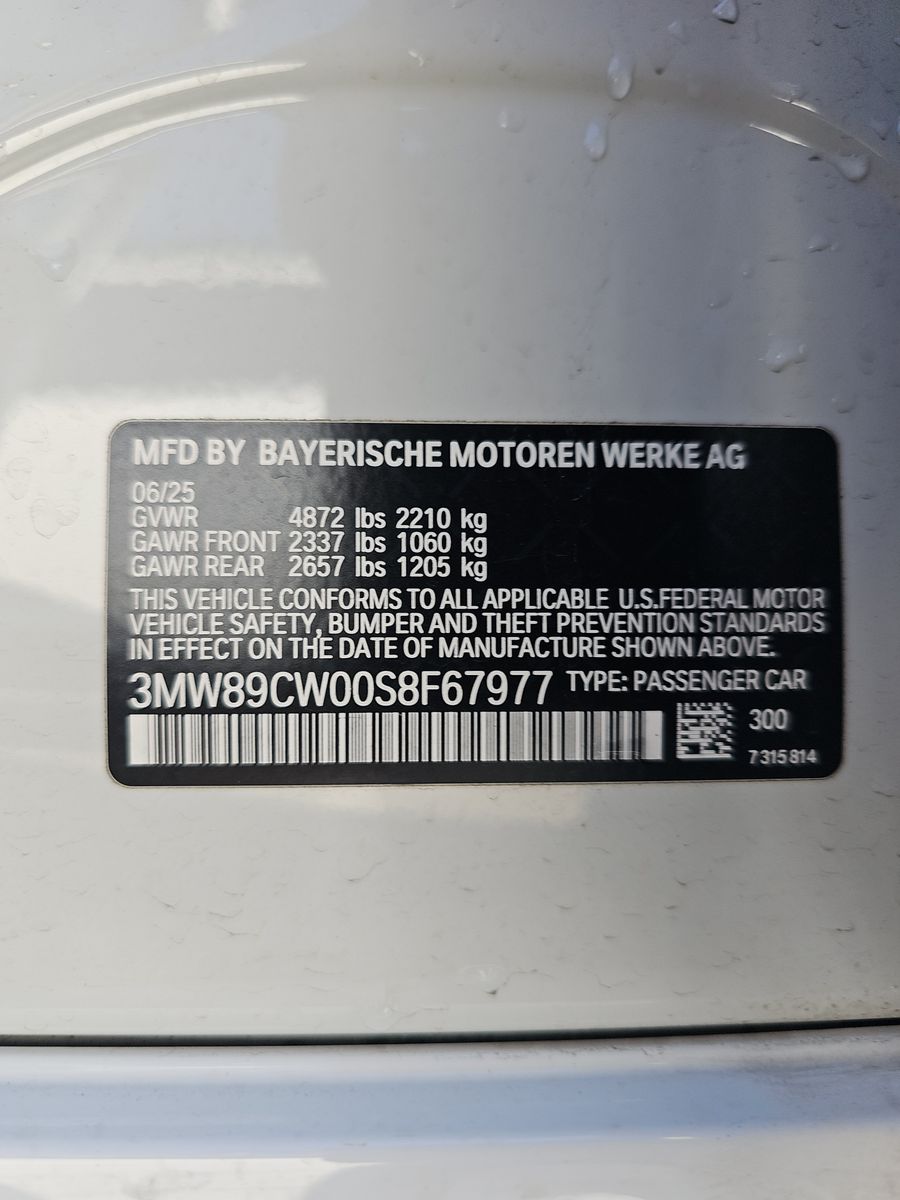 MFD BY BAYERISCHE MOTOREN WERKE AG
06/25
GVWR 4872 lbs 2210 kg
GAWR FRONT 2337 lbs 1060 kg
GAWR REAR 2657 lbs 1205 kg
THIS VEHICLE CONFORMS TO ALL APPLICABLE U.S.FEDERAL MOTOR
VEHICLE SAFETY, BUMPER AND THEFT PREVENTION STANDARDS
IN EFFECT ON THE DATE OF MANUFACTURE SHOWN ABOVE.
3MW89CW00S8F67977 TYPE: PASSENGER CAR
300
7 315 814